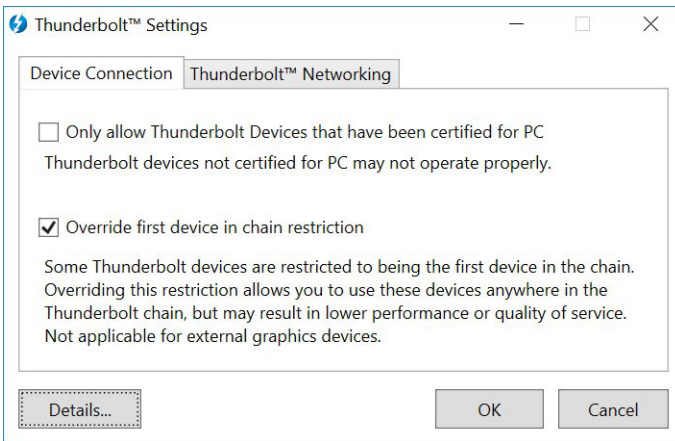 Thunderbolt™ Settings
Device Connection
Thunderbolt™ Networking
Only allow Thunderbolt Devices that have been certified for PC
Thunderbolt devices not certified for PC may not operate properly.
Override first device in chain restriction
Some Thunderbolt devices are restricted to being the first device in the chain.
Overriding this restriction allows you to use these devices anywhere in the
Thunderbolt chain, but may result in lower performance or quality of service.
Not applicable for external graphics devices.
Details...
OK
Cancel